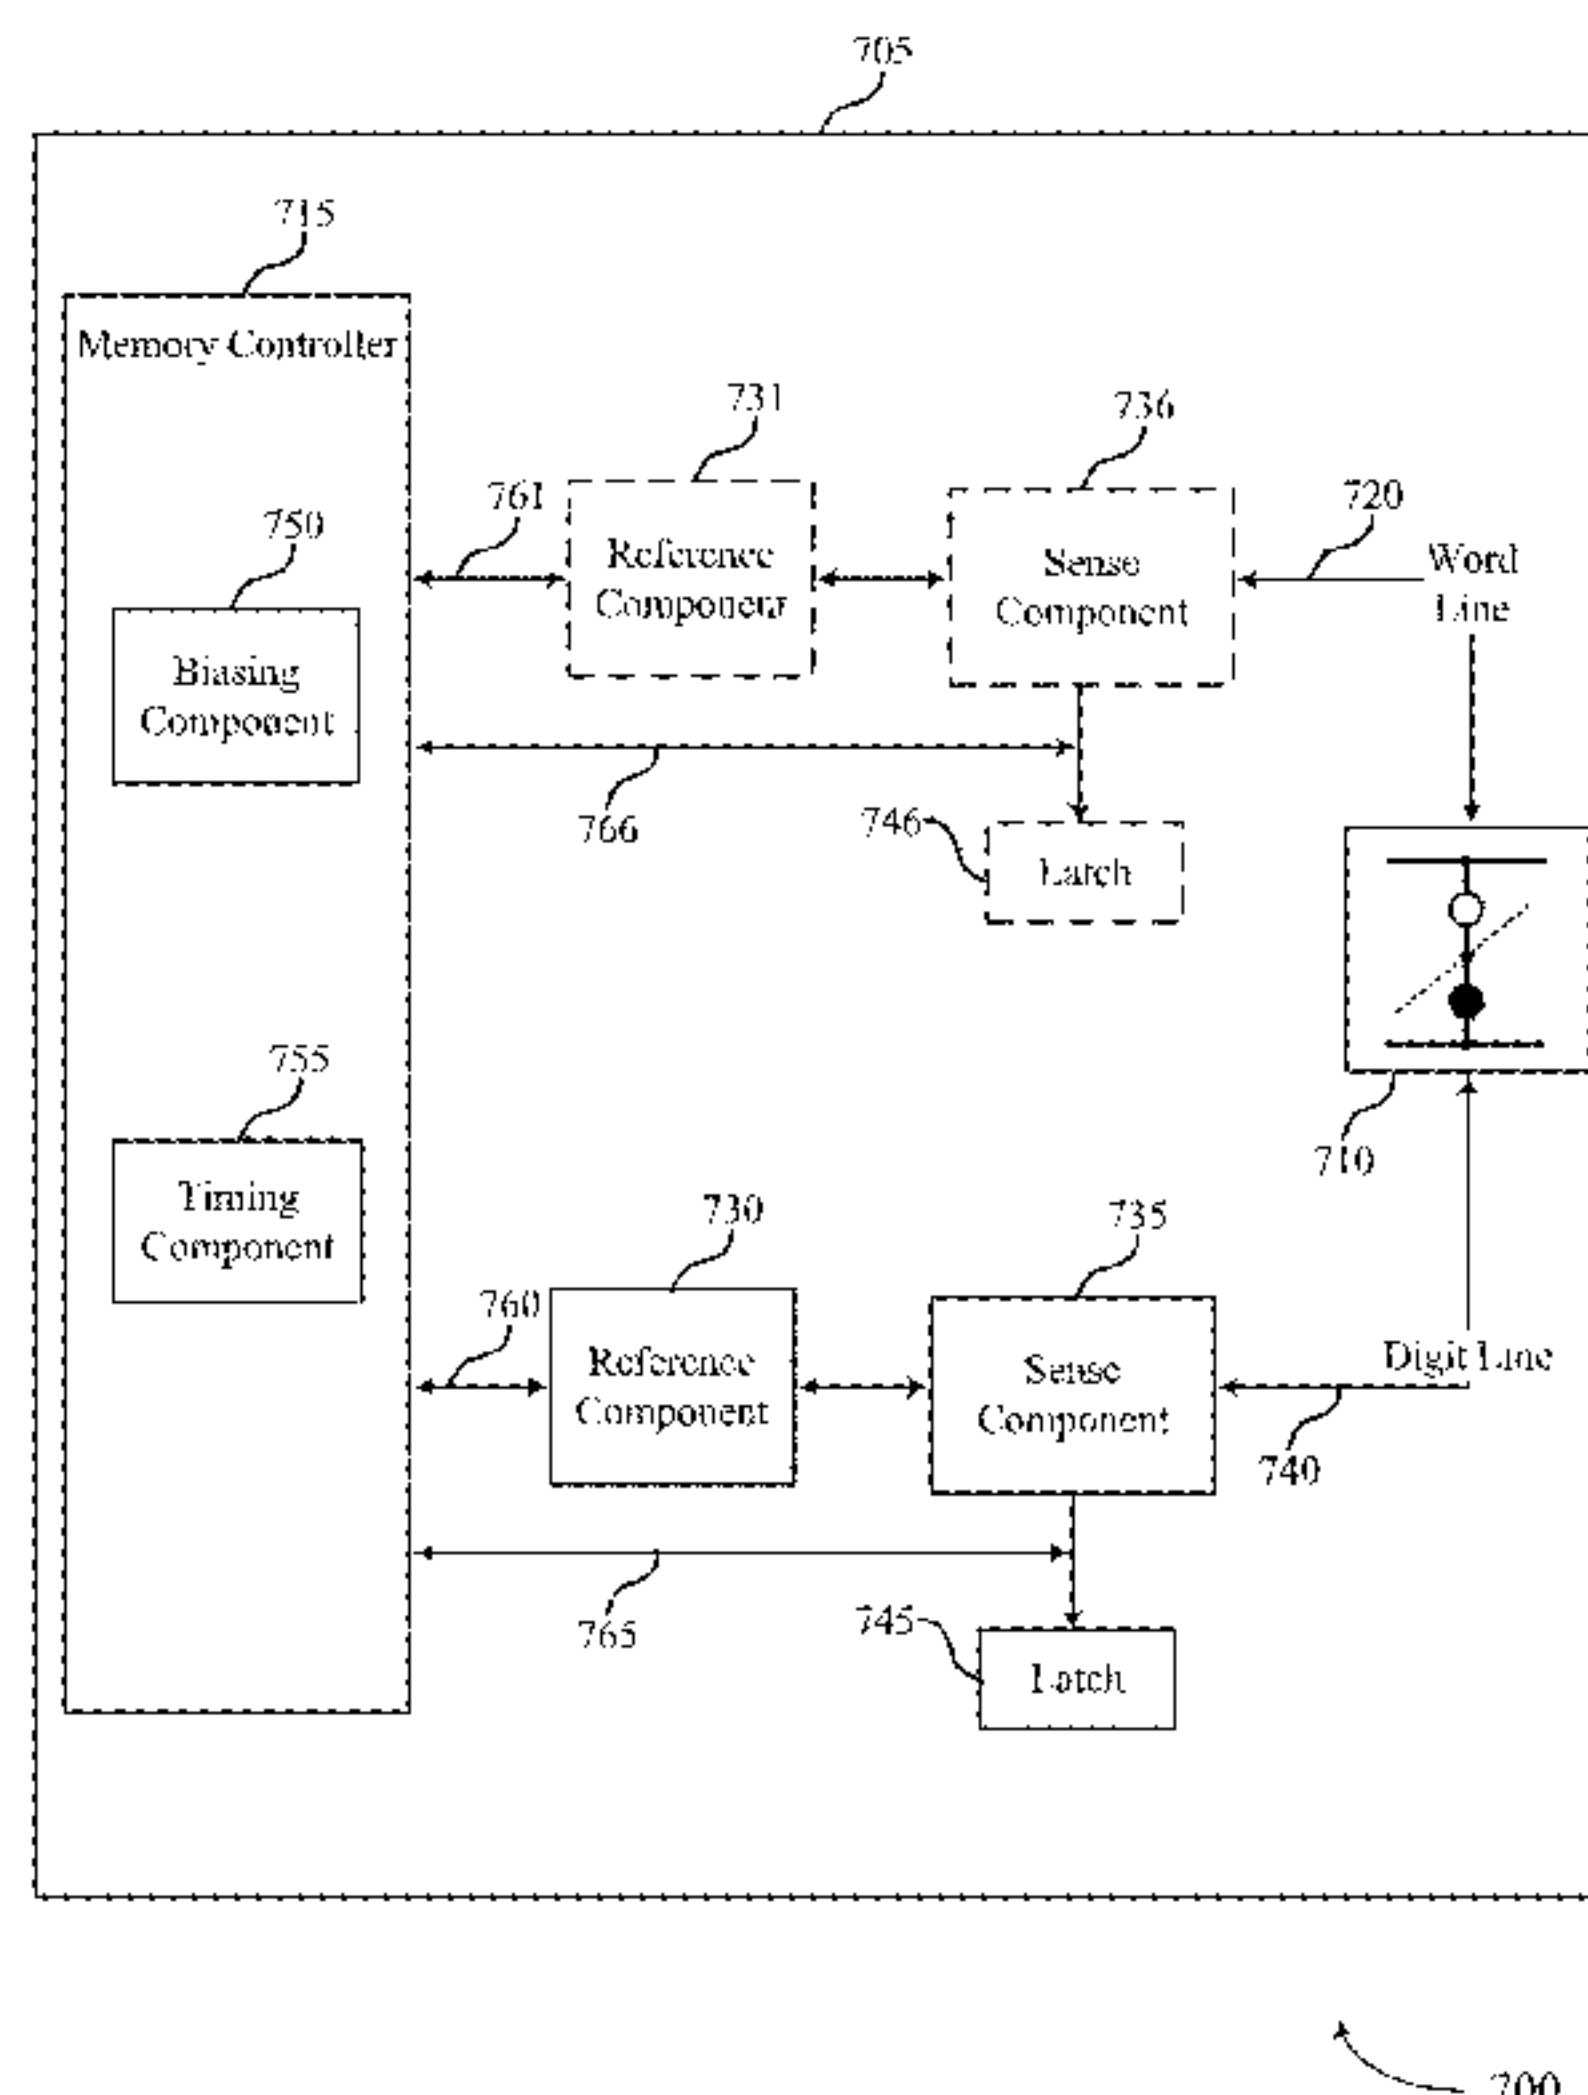 705
715
Memory Controller
731
736
761
720
750
Reference
Component
Sense
Component
Word
Line
Biasing
Component
766
746
Latch
755
710
Timing
Component
730
735
760
Reference
Component
Sense
Component
Digit Line
740
765
745
Latch
700